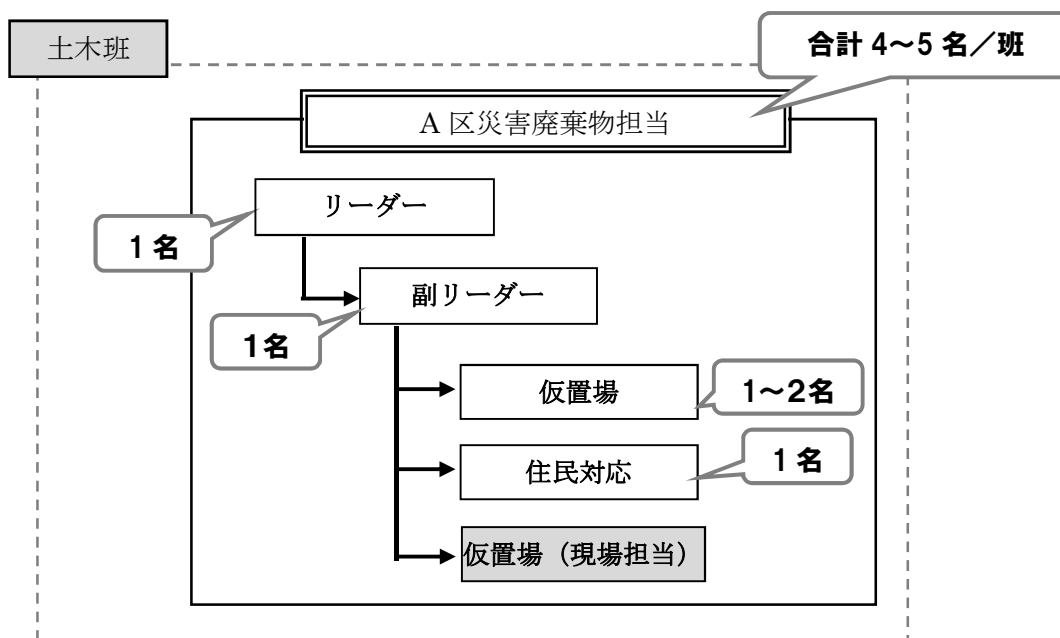 土木班
合計 4～5 名／班
A 区災害廃棄物担当
リーダー
1 名
副リーダー
1名
仮置場
1～2名
住民対応
1 名
仮置場（現場担当）